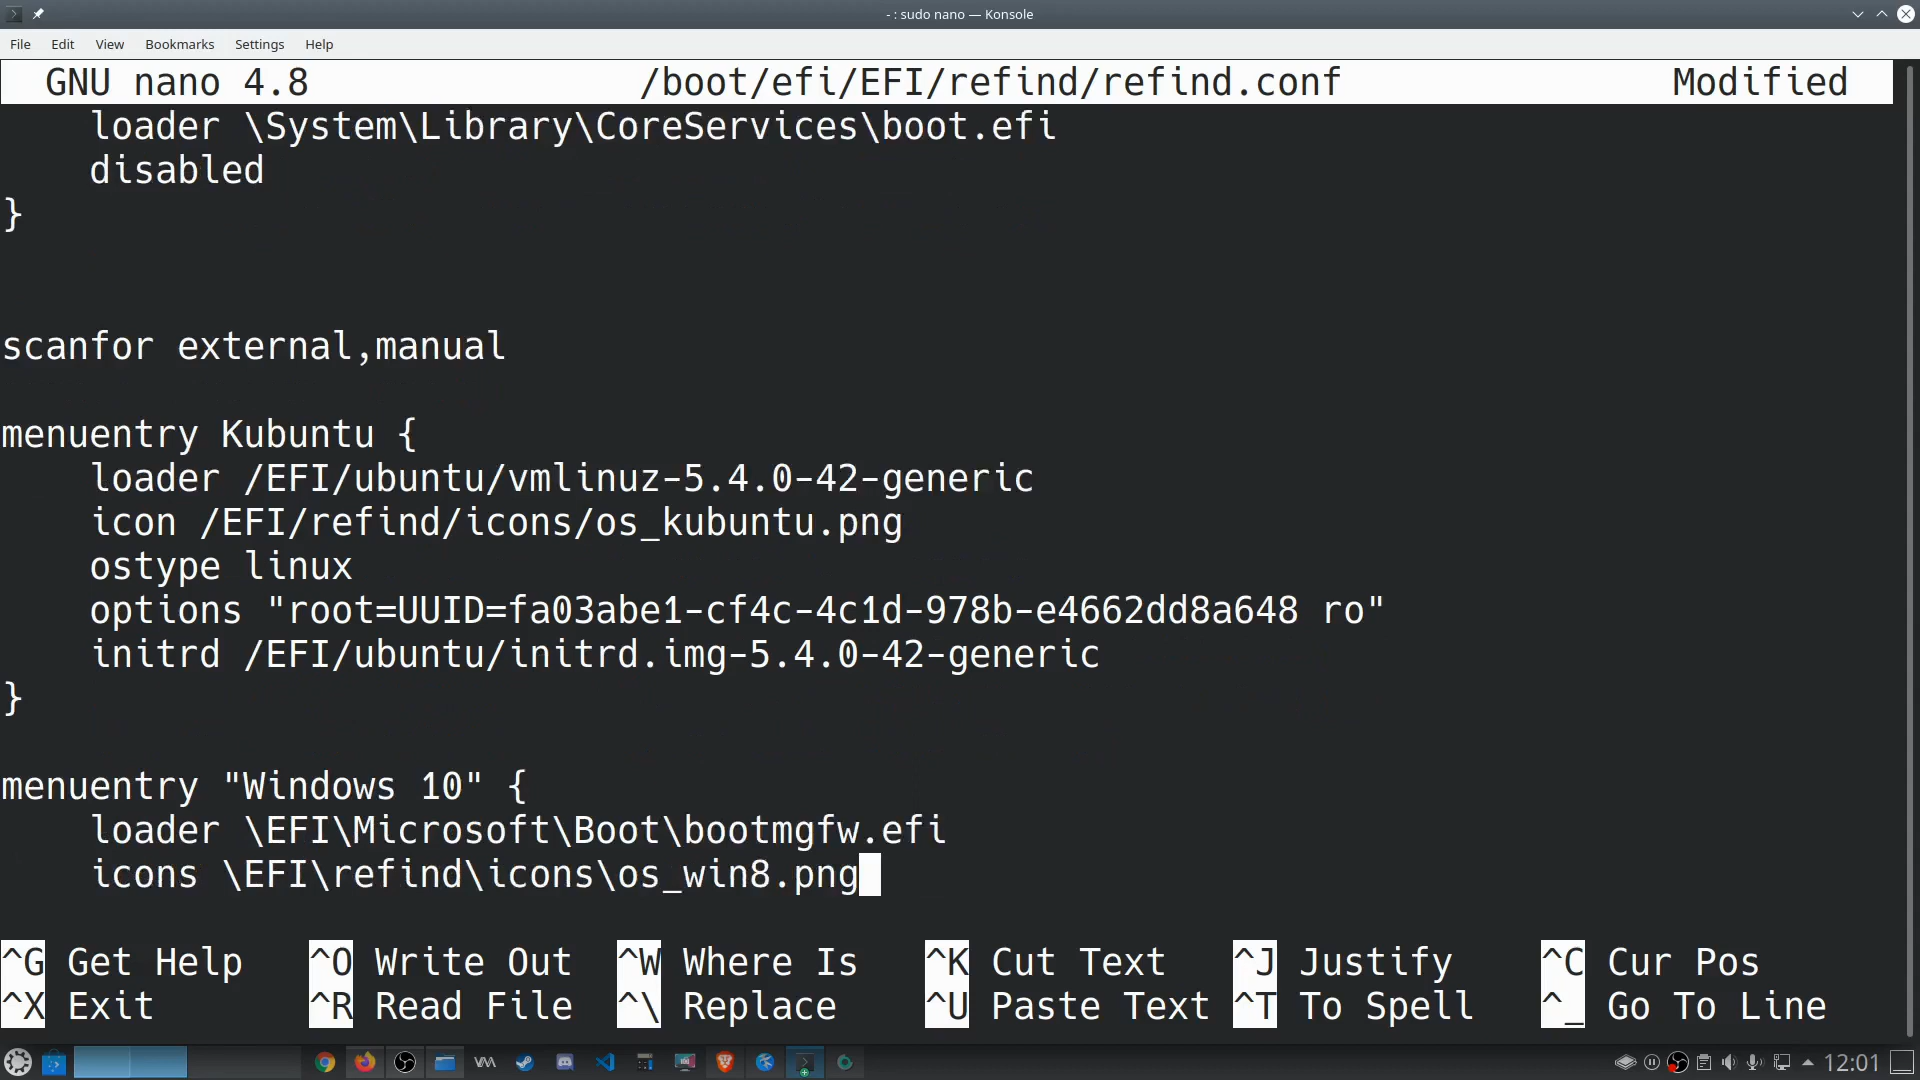 - : sudo nano — Konsole
File Edit View Bookmarks Settings Help
GNU nano 4.8 /boot/efi/EFI/refind/refind.conf Modified
loader \System\Library\CoreServices\boot.efi
disabled
}
scanfor external,manual
menuentry Kubuntu {
loader /EFI/ubuntu/vmlinuz-5.4.0-42-generic
icon /EFI/refind/icons/os_kubuntu.png
ostype linux
options "root=UUID=fa03abe1-cf4c-4c1d-978b-e4662dd8a648 ro"
initrd /EFI/ubuntu/initrd.img-5.4.0-42-generic
}
menuentry "Windows 10" {
loader \EFI\Microsoft\Boot\bootmgfw.efi
icons \EFI\refind\icons\os_win8.png
^G Get Help ^O Write Out ^W Where Is ^K Cut Text ^J Justify ^C Cur Pos
^X Exit ^R Read File ^\ Replace ^U Paste Text ^T To Spell ^_ Go To Line
12:01